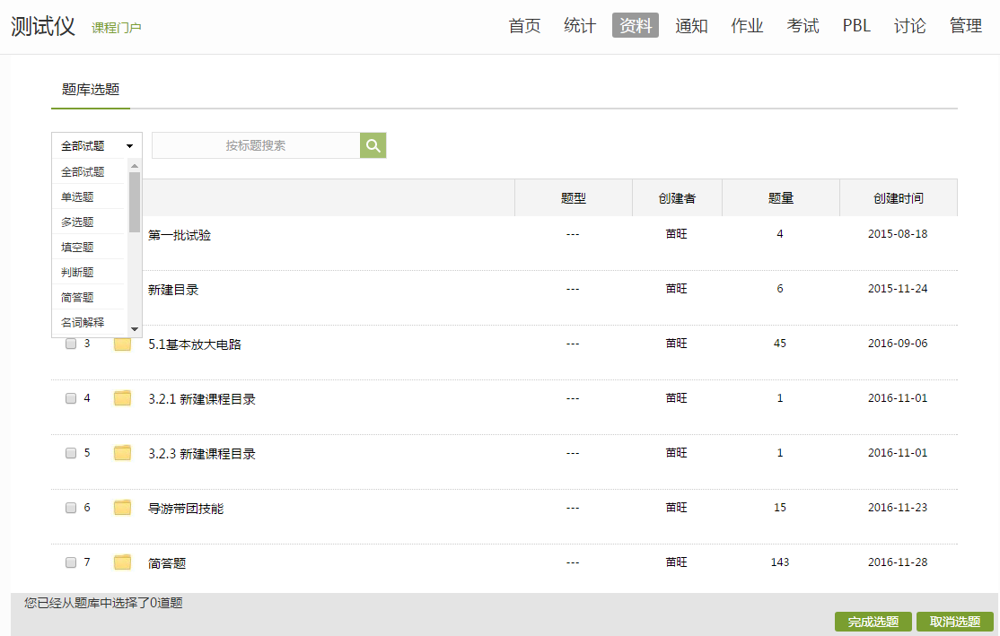 测试仪 课程门户 首页 统计 资料 通知 作业 考试 PBL 讨论 管理
题库选题
全部试题 按标题搜索
全部试题
单选题
多选题
填空题
判断题
简答题
名词解释
题型 创建者 题量 创建时间
第一批试验 --- 苗旺 4 2015-08-18
新建目录 --- 苗旺 6 2015-11-24
3 5.1基本放大电路 --- 苗旺 45 2016-09-06
4 3.2.1 新建课程目录 --- 苗旺 1 2016-11-01
5 3.2.3 新建课程目录 --- 苗旺 1 2016-11-01
6 导游带团技能 --- 苗旺 15 2016-11-23
7 简答题 --- 苗旺 143 2016-11-28
您已经从题库中选择了0道题
完成选题 取消选题